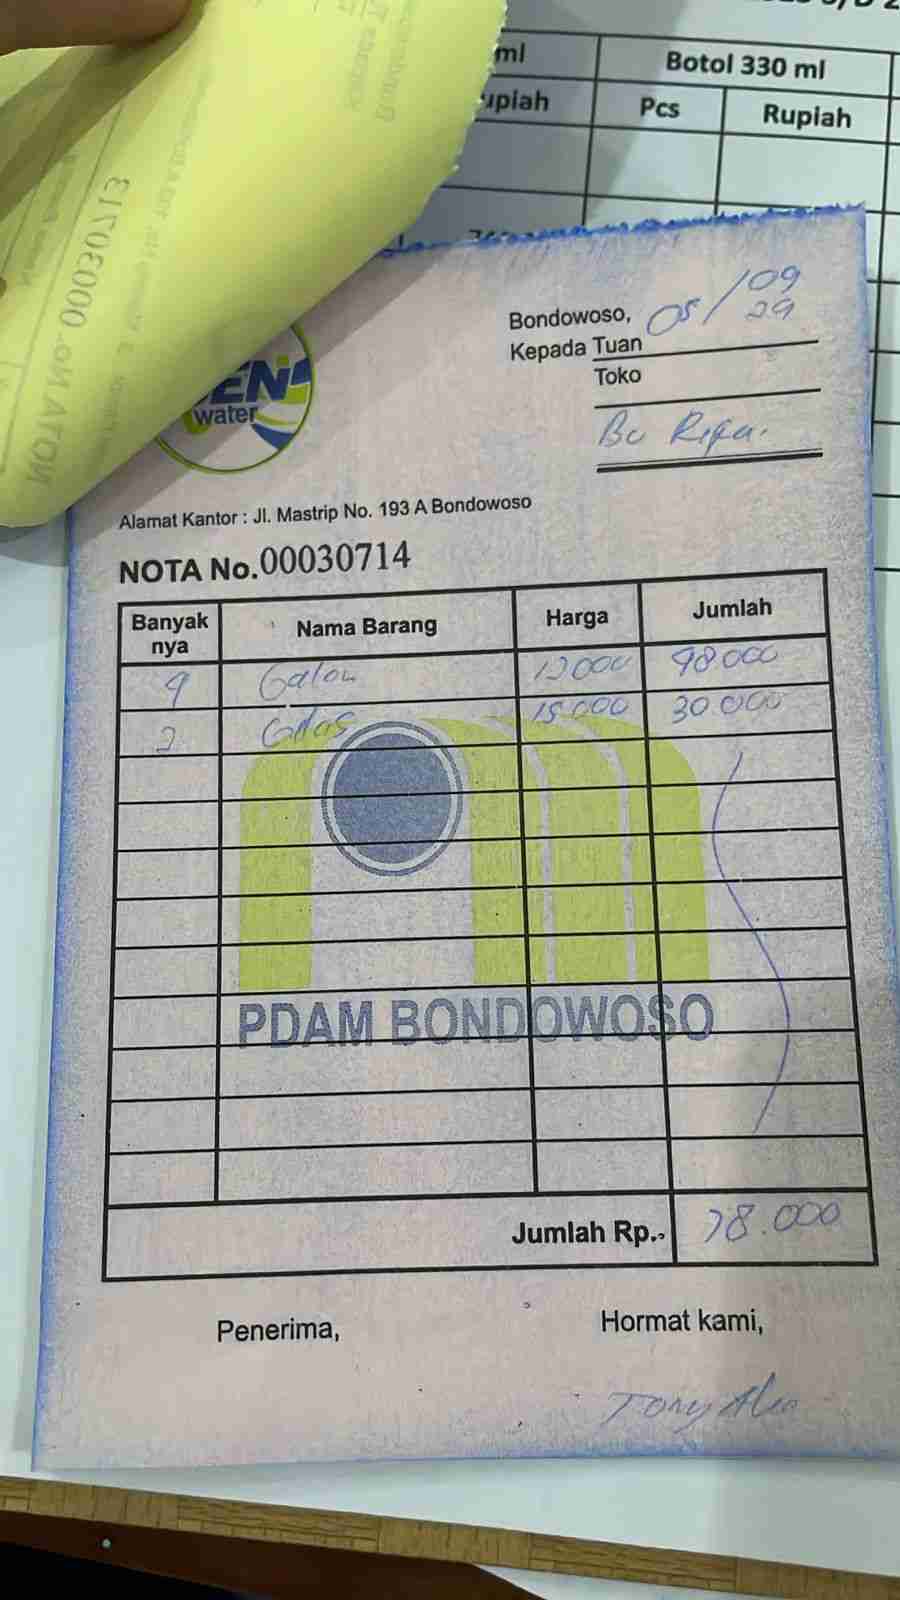 ml
Botol 330 ml
upiah
Pcs
Rupiah
NOTA No. 00030713
Bondowoso, 05/09
29
Kepada Tuan
Toko
Bu Rifa.
EN
water
Alamat Kantor : Jl. Mastrip No. 193 A Bondowoso
NOTA No. 00030714
Banyak nya
Nama Barang
Harga
Jumlah
4 Galon 12000 48.000
2 Gelas 15.000 30.000
PDAM BONDOWOSO
Jumlah Rp.- 78.000
Penerima,
Hormat kami,
Tony